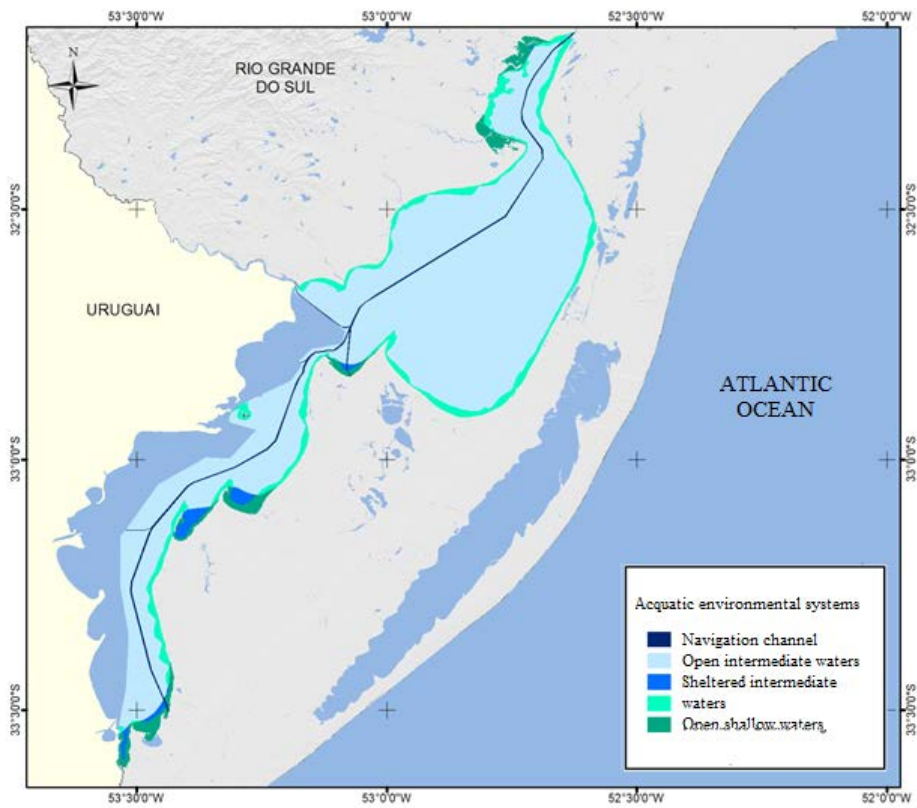 53°30'0"W 53°0'0"W 52°30'0"W 52°0'0"W
N
RIO GRANDE
DO SUL
32°30'0"S 32°30'0"S
URUGUAI
ATLANTIC
OCEAN
33°0'0"S 33°0'0"S
Acquatic environmental systems
Navigation channel
Open intermediate waters
Sheltered intermediate
waters
Open shallow waters
33°30'0"S 33°30'0"S
53°30'0"W 53°0'0"W 52°30'0"W 52°0'0"W